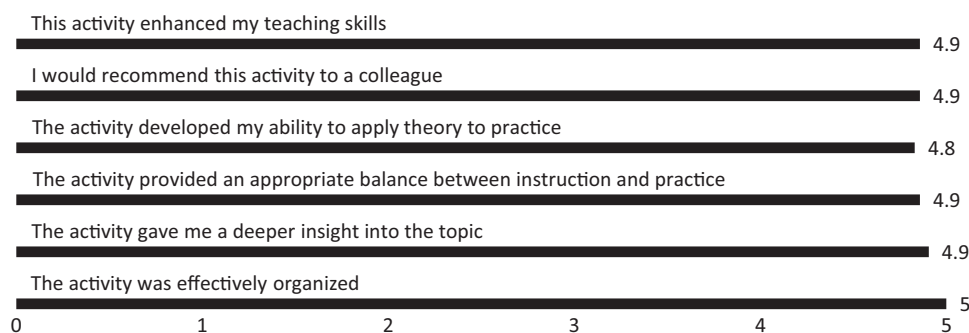 This activity enhanced my teaching skills
4.9
I would recommend this activity to a colleague
4.9
The activity developed my ability to apply theory to practice
4.8
The activity provided an appropriate balance between instruction and practice
4.9
The activity gave me a deeper insight into the topic
4.9
The activity was effectively organized
5
0 1 2 3 4 5